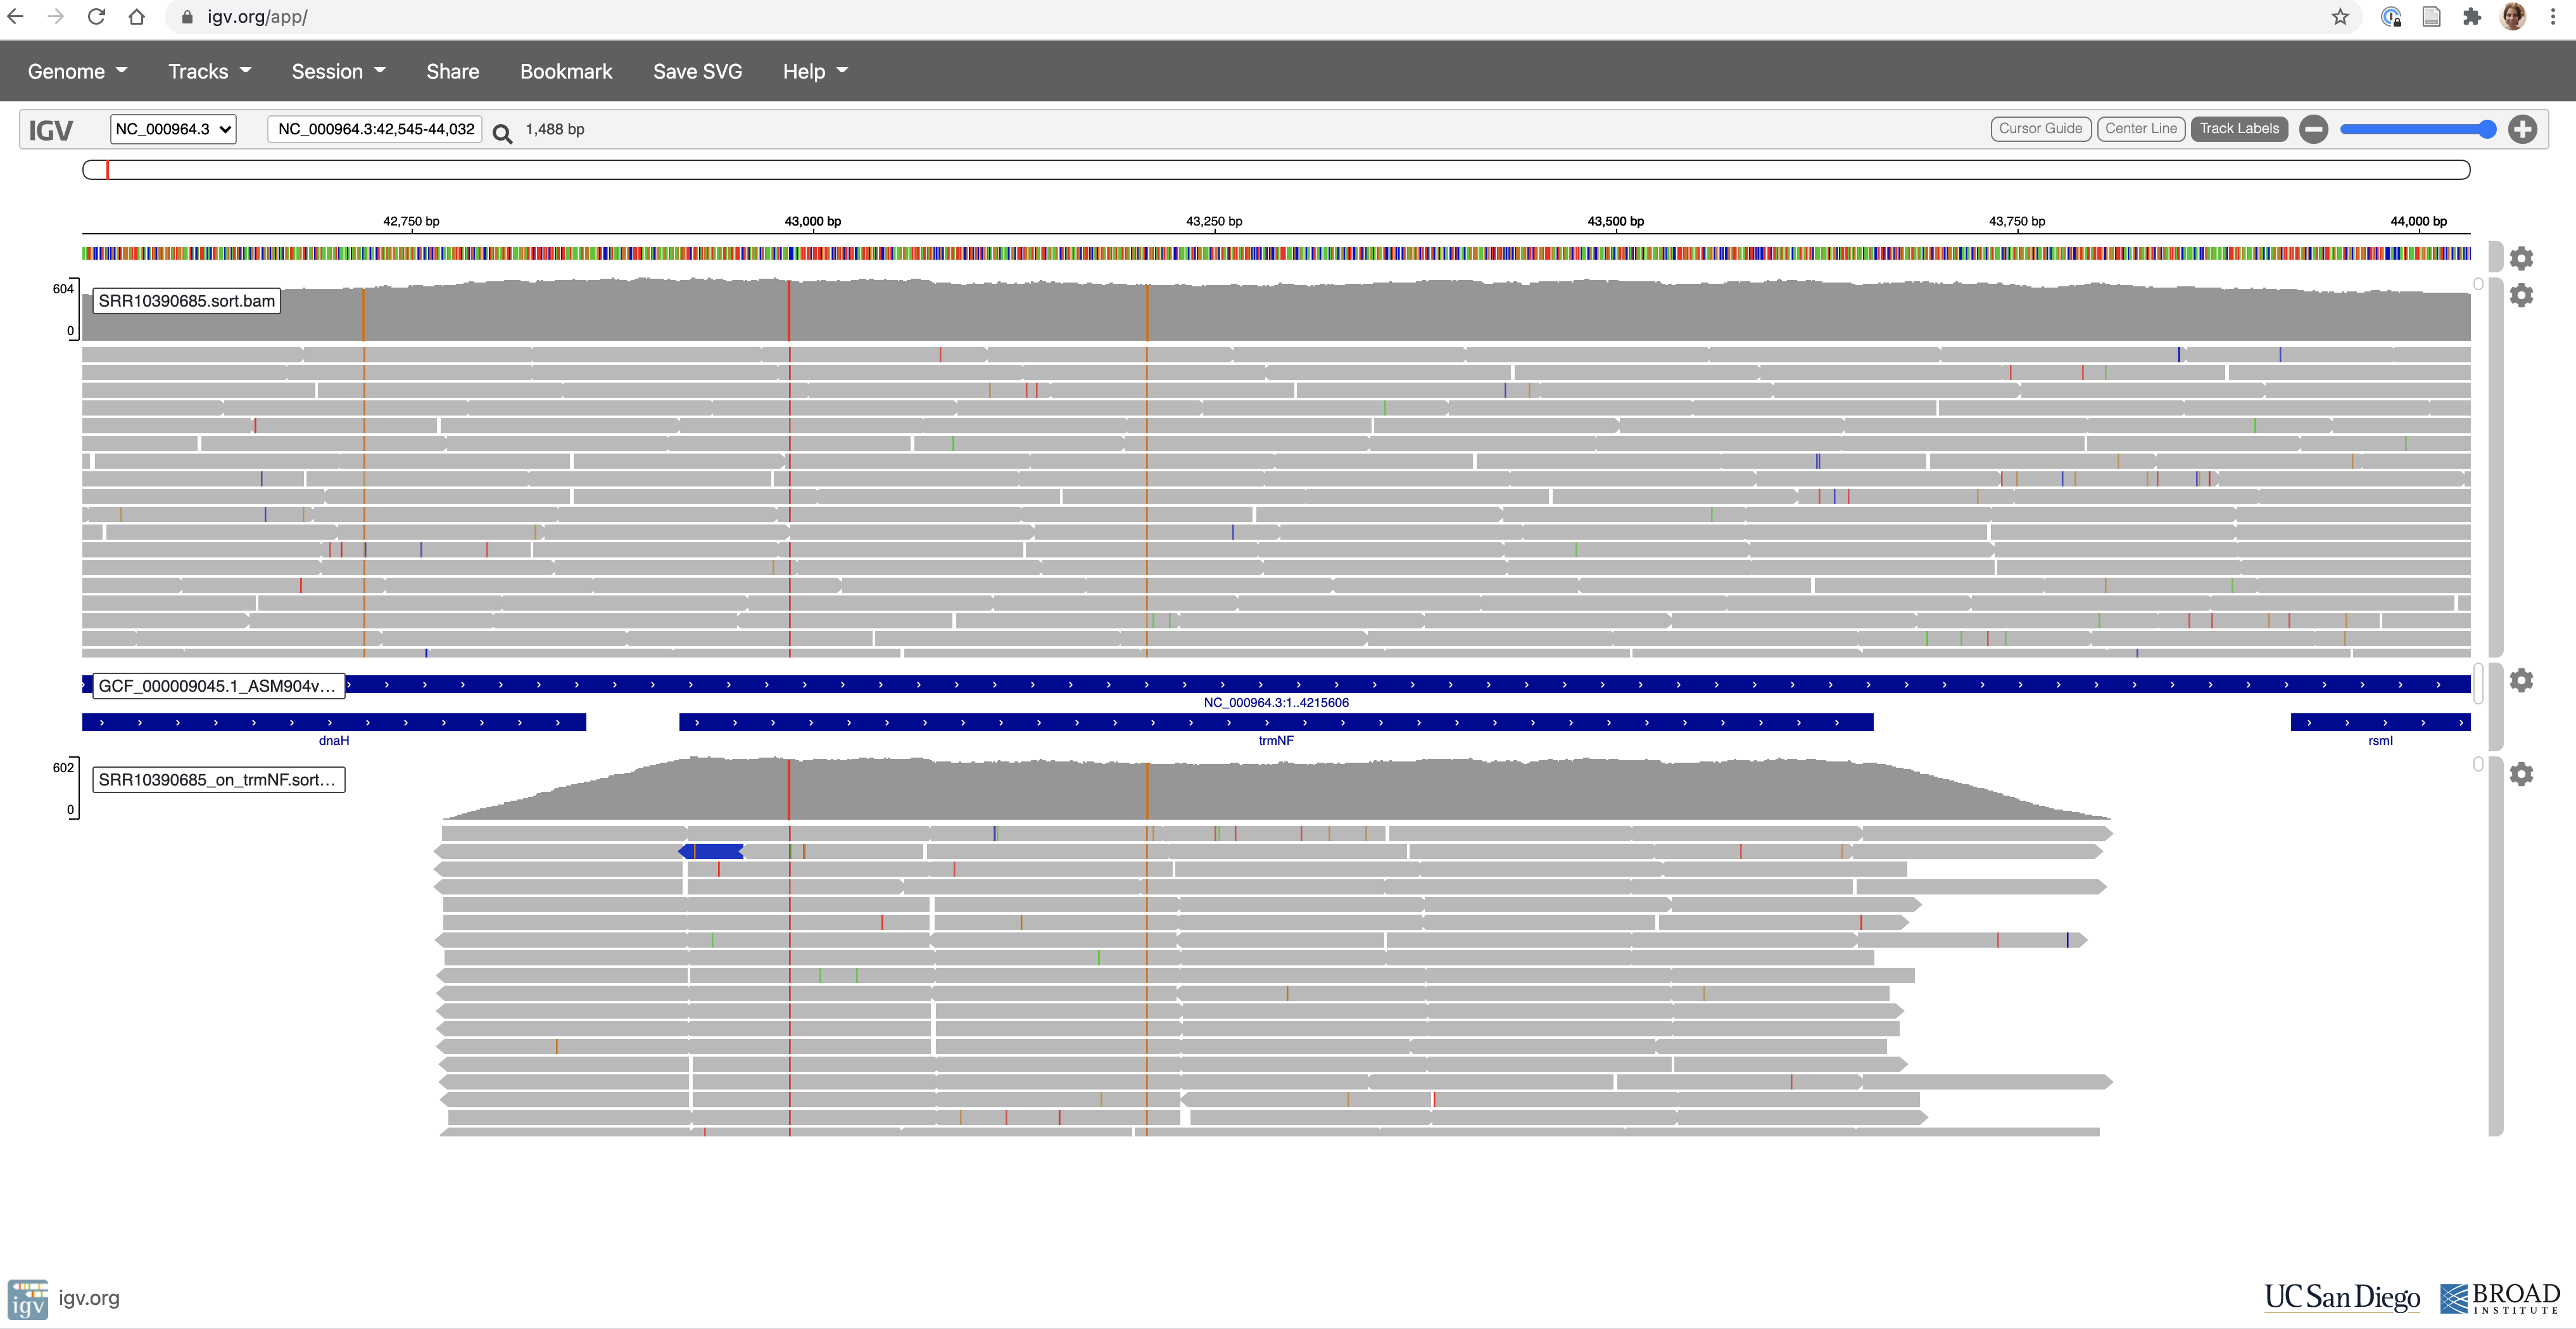 igv.org/app/
Genome Tracks Session Share Bookmark Save SVG Help
IGV NC_000964.3 NC_000964.3:42,545-44,032 1,488 bp Cursor Guide Center Line Track Labels
42,750 bp 43,000 bp 43,250 bp 43,500 bp 43,750 bp 44,000 bp
604
SRR10390685.sort.bam
0
GCF_000009045.1_ASM904v...
NC_000964.3:1..4215606
dnaH trmNF rsmI
602
SRR10390685_on_trmNF.sort...
0
igv igv.org UC San Diego BROAD
INSTITUTE